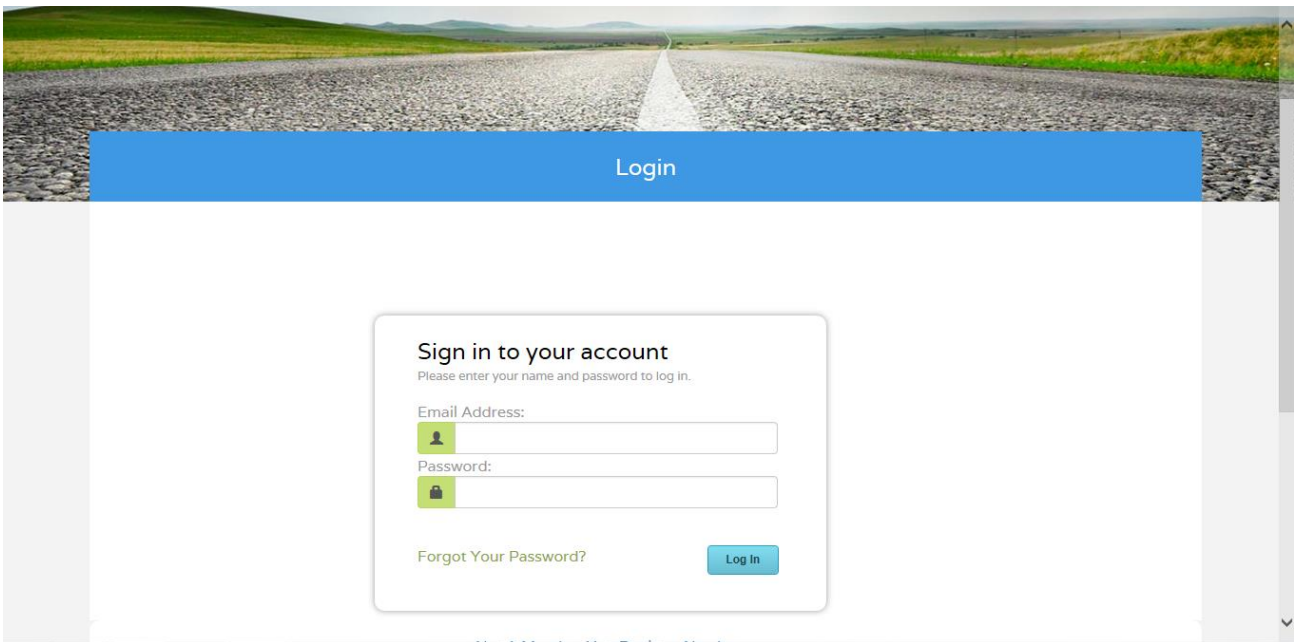 Login
Sign in to your account
Please enter your name and password to log in.
Email Address:
Password:
Forgot Your Password?
Log In